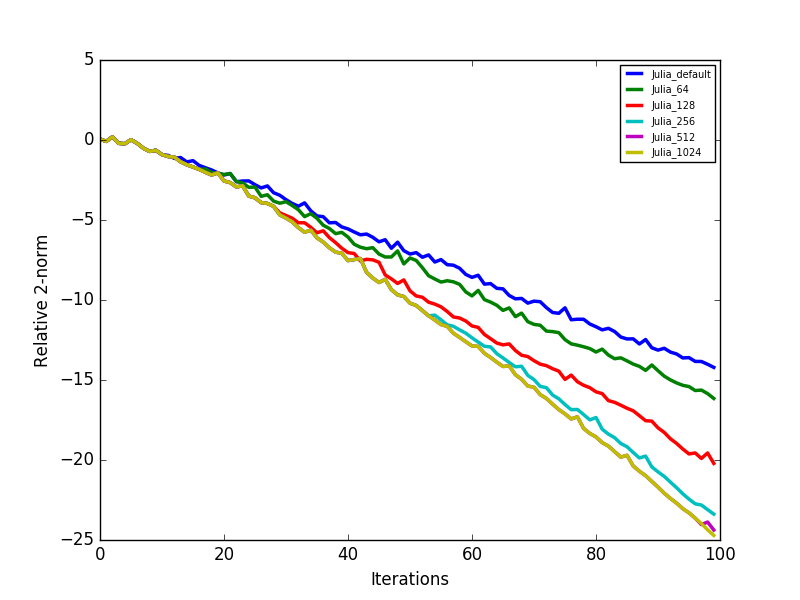 5
0
−5
−10
−15
−20
−25
0 20 40 60 80 100
Relative 2-norm
Iterations
Julia_default
Julia_64
Julia_128
Julia_256
Julia_512
Julia_1024